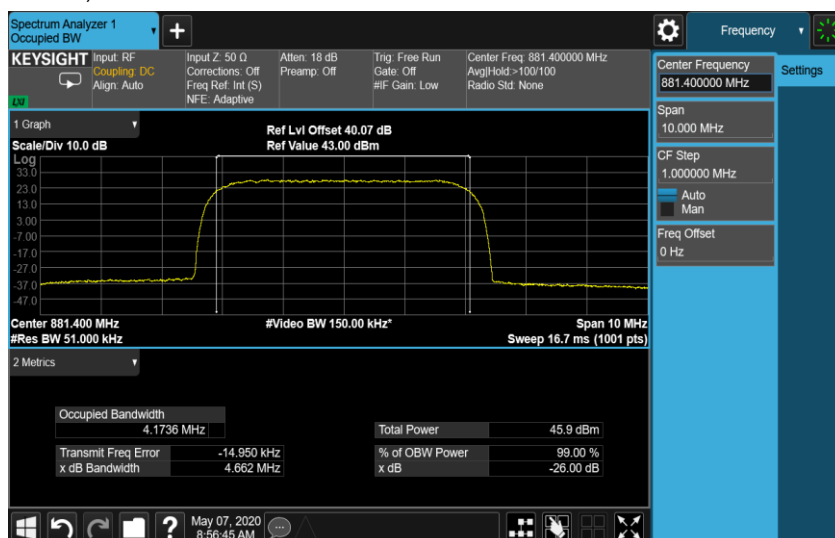 Spectrum Analyzer 1
Occupied BW
+
Frequency
KEYSIGHT
LXI
Input: RF
Coupling: DC
Align: Auto
Input Z: 50 Ω
Corrections: Off
Freq Ref: Int (S)
NFE: Adaptive
Atten: 18 dB
Preamp: Off
Trig: Free Run
Gate: Off
#IF Gain: Low
Center Freq: 881.400000 MHz
Avg|Hold:>100/100
Radio Std: None
Center Frequency
881.400000 MHz
Settings
Span
10.000 MHz
CF Step
1.000000 MHz
Auto
Man
Freq Offset
0 Hz
1 Graph
Scale/Div 10.0 dB
Ref Lvl Offset 40.07 dB
Ref Value 43.00 dBm
Log
33.0
23.0
13.0
3.00
-7.00
-17.0
-27.0
-37.0
-47.0
Center 881.400 MHz
#Res BW 51.000 kHz
#Video BW 150.00 kHz*
Span 10 MHz
Sweep 16.7 ms (1001 pts)
2 Metrics
Occupied Bandwidth
4.1736 MHz
Total Power 45.9 dBm
Transmit Freq Error -14.950 kHz
% of OBW Power 99.00 %
x dB Bandwidth 4.662 MHz
x dB -26.00 dB
?
May 07, 2020
8:56:45 AM